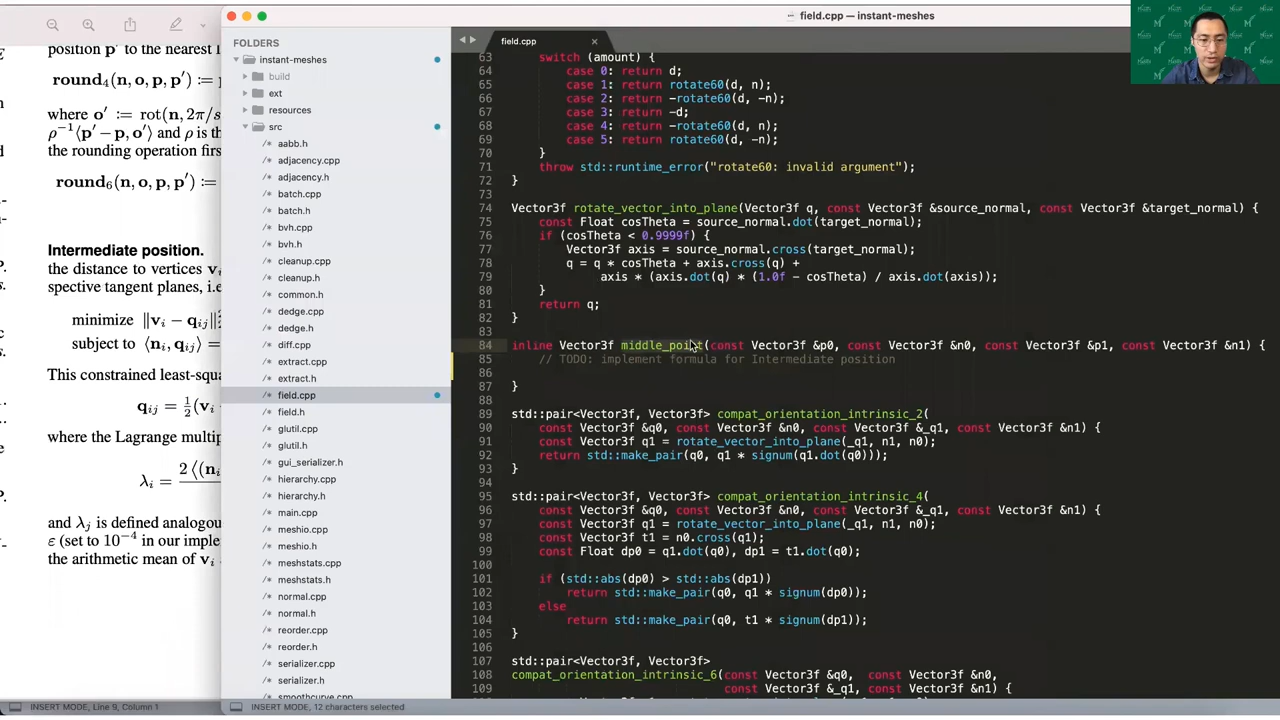 position p′ to the nearest l
round₄(n, o, p, p′) :=
where o′ := rot(n, 2π/s
ρ⁻¹⟨p′ − p, o′⟩ and ρ is th
the rounding operation firs
round₆(n, o, p, p′) :=
Intermediate position.
the distance to vertices vᵢ
spective tangent planes, i.e
minimize ‖vᵢ − qᵢⱼ‖²
subject to ⟨nᵢ, qᵢⱼ⟩ =
This constrained least-squa
qᵢⱼ = ½(vᵢ
where the Lagrange multip
λᵢ = 2⟨(nᵢ
and λⱼ is defined analogou
ε (set to 10⁻⁴ in our imple
the arithmetic mean of vᵢ
INSERT MODE, Line 9, Column 1
field.cpp — instant-meshes
FOLDERS
instant-meshes
build
ext
resources
src
/* aabb.h
/* adjacency.cpp
/* adjacency.h
/* batch.cpp
/* batch.h
/* bvh.cpp
/* bvh.h
/* cleanup.cpp
/* cleanup.h
/* common.h
/* dedge.cpp
/* dedge.h
/* diff.cpp
/* extract.cpp
/* extract.h
/* field.cpp
/* field.h
/* glutil.cpp
/* glutil.h
/* gui_serializer.h
/* hierarchy.cpp
/* hierarchy.h
/* main.cpp
/* meshio.cpp
/* meshio.h
/* meshstats.cpp
/* meshstats.h
/* normal.cpp
/* normal.h
/* reorder.cpp
/* reorder.h
/* serializer.cpp
/* serializer.h
/* smoothcurve.cpp
field.cpp
63 switch (amount) {
64 case 0: return d;
65 case 1: return rotate60(d, n);
66 case 2: return -rotate60(d, -n);
67 case 3: return -d;
68 case 4: return -rotate60(d, n);
69 case 5: return rotate60(d, -n);
70 }
71 throw std::runtime_error("rotate60: invalid argument");
72 }
73
74 Vector3f rotate_vector_into_plane(Vector3f q, const Vector3f &source_normal, const Vector3f &target_normal) {
75 const Float cosTheta = source_normal.dot(target_normal);
76 if (cosTheta < 0.9999f) {
77 Vector3f axis = source_normal.cross(target_normal);
78 q = q * cosTheta + axis.cross(q) +
79 axis * (axis.dot(q) * (1.0f - cosTheta) / axis.dot(axis));
80 }
81 return q;
82 }
83
84 inline Vector3f middle_point(const Vector3f &p0, const Vector3f &n0, const Vector3f &p1, const Vector3f &n1) {
85 // TODO: implement formula for Intermediate position
86
87 }
88
89 std::pair<Vector3f, Vector3f> compat_orientation_intrinsic_2(
90 const Vector3f &q0, const Vector3f &n0, const Vector3f &_q1, const Vector3f &n1) {
91 const Vector3f q1 = rotate_vector_into_plane(_q1, n1, n0);
92 return std::make_pair(q0, q1 * signum(q1.dot(q0)));
93 }
94
95 std::pair<Vector3f, Vector3f> compat_orientation_intrinsic_4(
96 const Vector3f &q0, const Vector3f &n0, const Vector3f &_q1, const Vector3f &n1) {
97 const Vector3f q1 = rotate_vector_into_plane(_q1, n1, n0);
98 const Vector3f t1 = n0.cross(q1);
99 const Float dp0 = q1.dot(q0), dp1 = t1.dot(q0);
100
101 if (std::abs(dp0) > std::abs(dp1))
102 return std::make_pair(q0, q1 * signum(dp0));
103 else
104 return std::make_pair(q0, t1 * signum(dp1));
105 }
106
107 std::pair<Vector3f, Vector3f>
108 compat_orientation_intrinsic_6(const Vector3f &q0, const Vector3f &n0,
109 const Vector3f &_q1, const Vector3f &n1) {
INSERT MODE, 12 characters selected